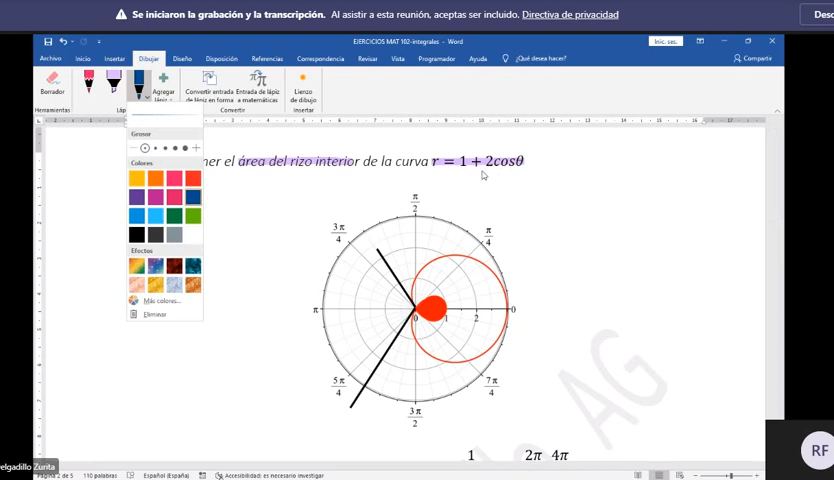 Se iniciaron la grabación y la transcripción. Al asistir a esta reunión, aceptas ser incluido. Directiva de privacidad
Desc
EJERCICIOS MAT 102-integrales - Word
Inic. ses.
Archivo Inicio Insertar Dibujar Diseño Disposición Referencias Correspondencia Revisar Vista Programador Ayuda ¿Qué desea hacer? Compartir
Borrador
Agregar lápiz
Convertir entrada de lápiz en forma
Entrada de lápiz a matemáticas
Lienzo de dibujo
Herramientas
Convertir
Insertar
Grosor
Colores
Efectos
Más colores...
Eliminar
ner el área del rizo interior de la curva r = 1 + 2cosθ
π/2
3π/4
π/4
π
0
0 1 2
5π/4
7π/4
3π/2
AG
1 2π 4π
RF
elgadillo Zurita
Página 2 de 5 110 palabras Español (España) Accesibilidad: es necesario investigar